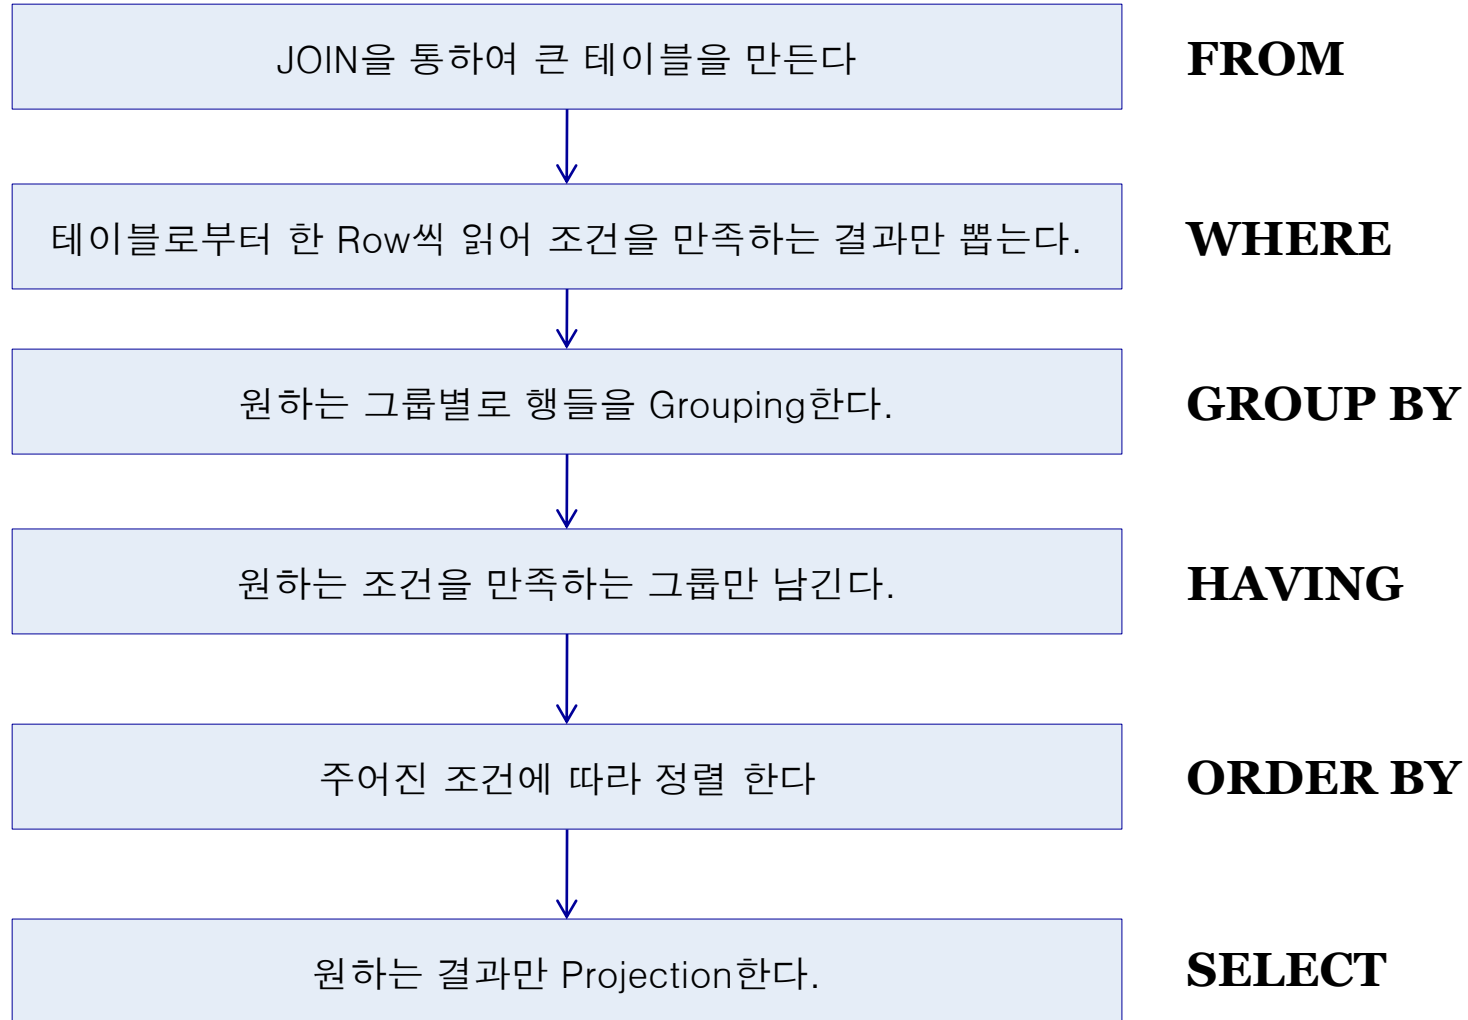 JOIN을 통하여 큰 테이블을 만든다
FROM
테이블로부터 한 Row씩 읽어 조건을 만족하는 결과만 뽑는다.
WHERE
원하는 그룹별로 행들을 Grouping한다.
GROUP BY
원하는 조건을 만족하는 그룹만 남긴다.
HAVING
주어진 조건에 따라 정렬 한다
ORDER BY
원하는 결과만 Projection한다.
SELECT